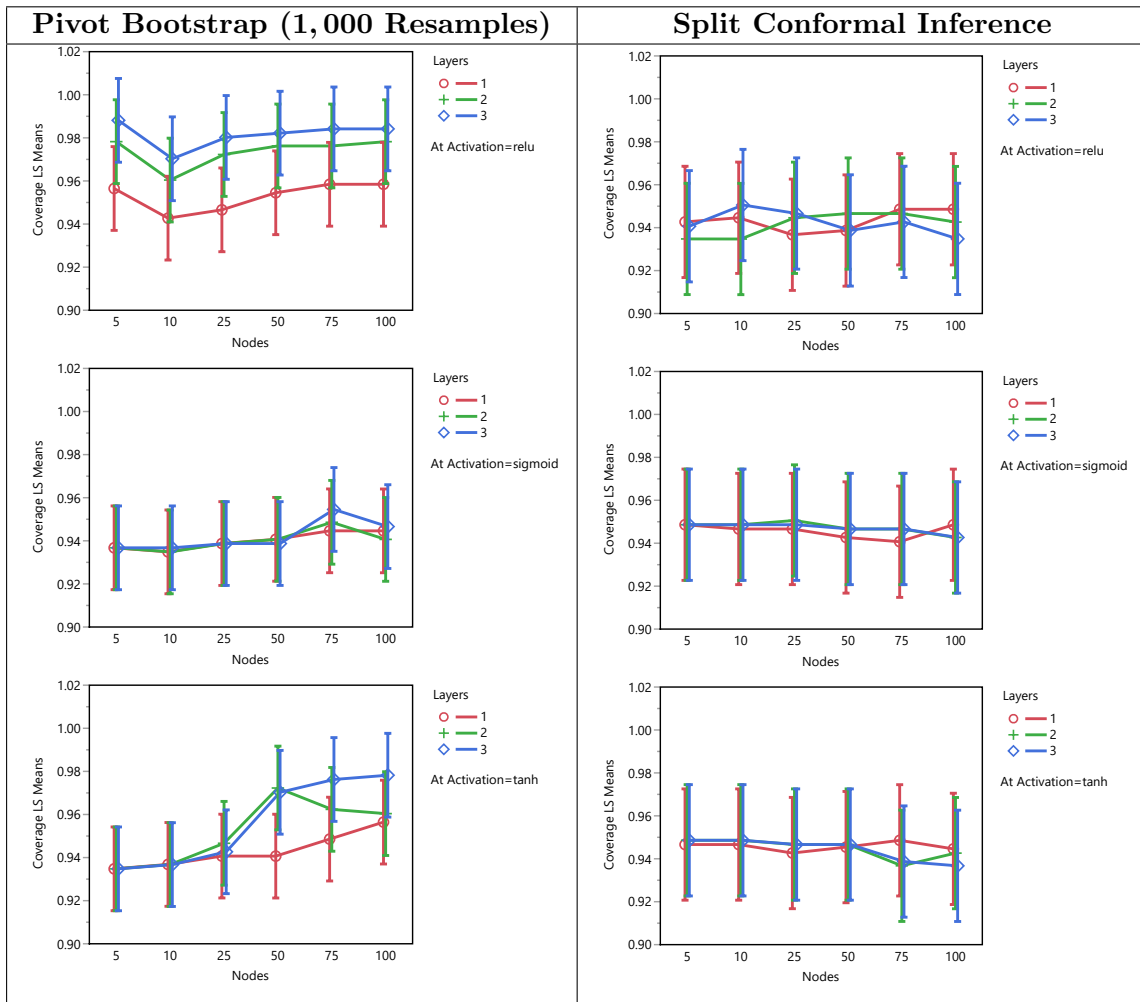 Pivot Bootstrap (1,000 Resamples)
Split Conformal Inference
1.02
1.00
0.98
0.96
0.94
0.92
0.90
Coverage LS Means
5 10 25 50 75 100
Nodes
Layers
1
2
3
At Activation=relu
1.02
1.00
0.98
0.96
0.94
0.92
0.90
Coverage LS Means
5 10 25 50 75 100
Nodes
Layers
1
2
3
At Activation=relu
1.02
1.00
0.98
0.96
0.94
0.92
0.90
Coverage LS Means
5 10 25 50 75 100
Nodes
Layers
1
2
3
At Activation=sigmoid
1.02
1.00
0.98
0.96
0.94
0.92
0.90
Coverage LS Means
5 10 25 50 75 100
Nodes
Layers
1
2
3
At Activation=sigmoid
1.02
1.00
0.98
0.96
0.94
0.92
0.90
Coverage LS Means
5 10 25 50 75 100
Nodes
Layers
1
2
3
At Activation=tanh
1.02
1.00
0.98
0.96
0.94
0.92
0.90
Coverage LS Means
5 10 25 50 75 100
Nodes
Layers
1
2
3
At Activation=tanh